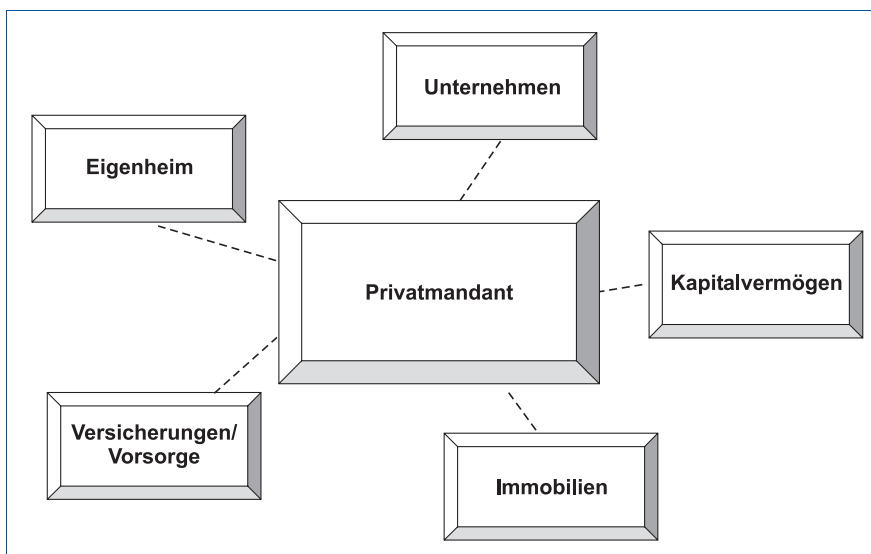 Unternehmen
Eigenheim
Privatmandant
Kapitalvermögen
Versicherungen/
Vorsorge
Immobilien